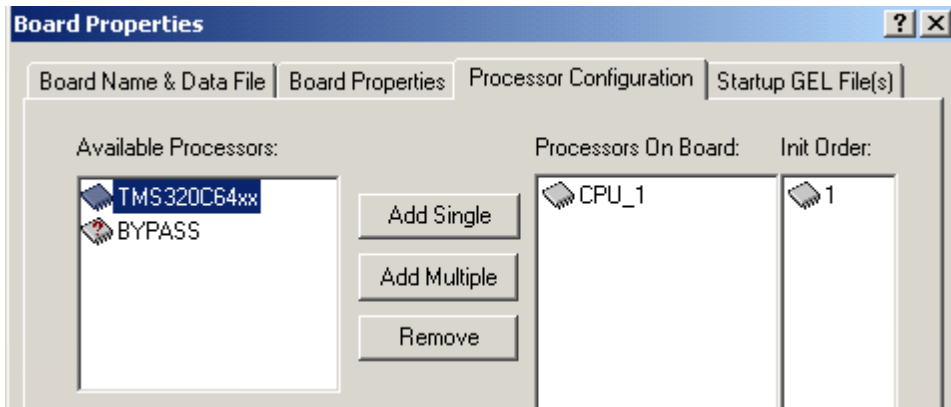 Board Properties
Board Name & Data File Board Properties Processor Configuration Startup GEL File(s)
Available Processors: Processors On Board: Init Order:
TMS320C64xx CPU_1 1
BYPASS
Add Single
Add Multiple
Remove